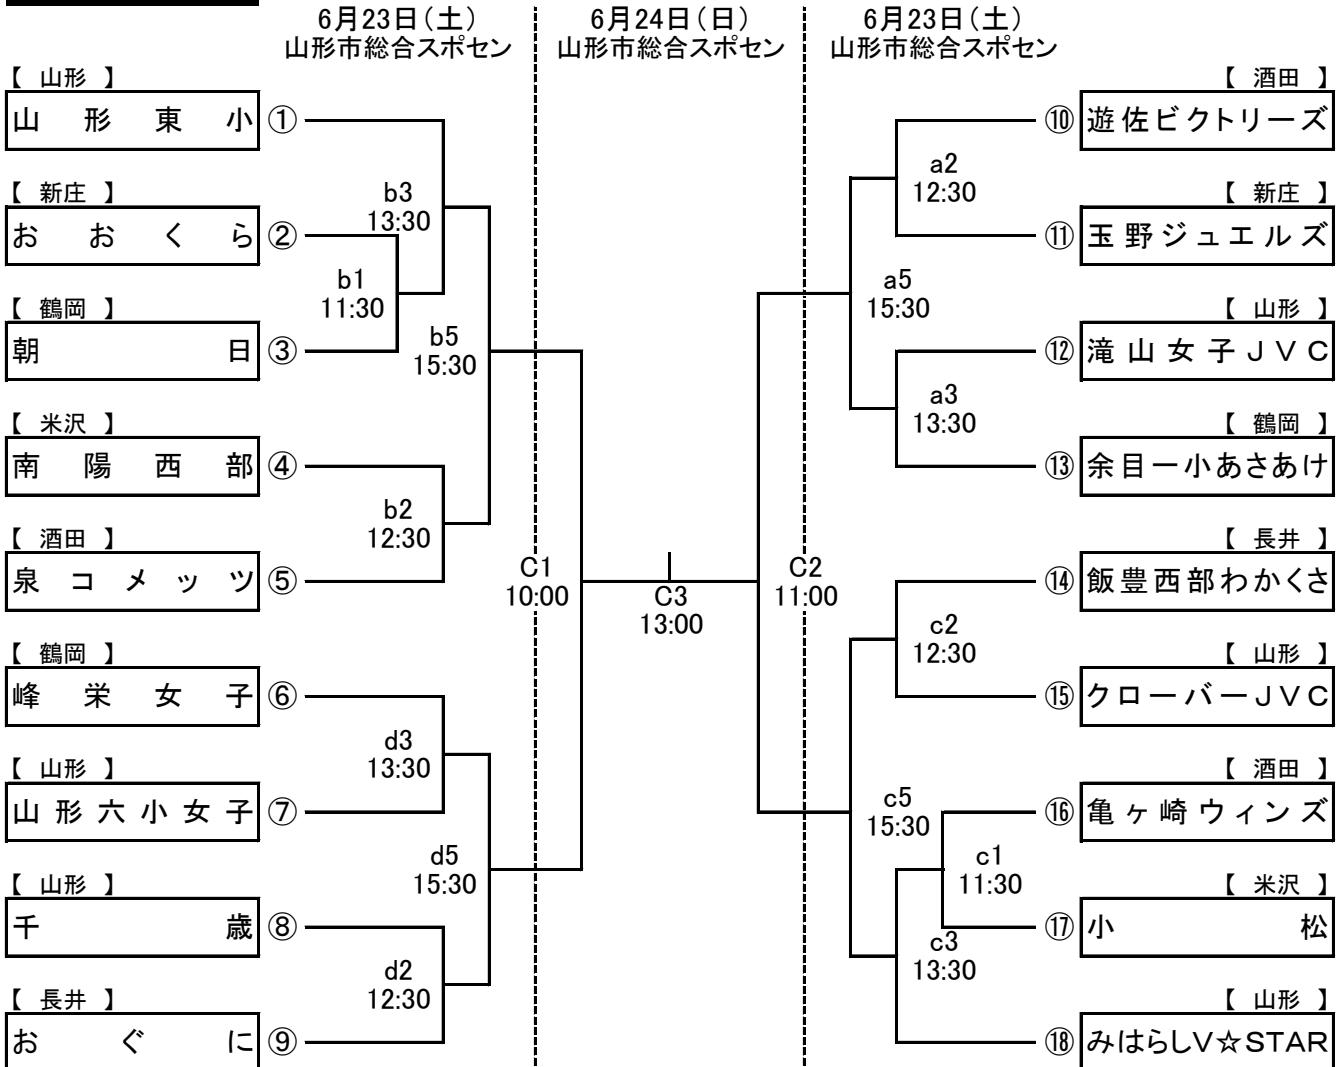 6月23日(土)
山形市総合スポセン
6月24日(日)
山形市総合スポセン
6月23日(土)
山形市総合スポセン
【 山形 】
山形東小 ①
【 新庄 】
おおくら ②
【 鶴岡 】
朝日 ③
【 米沢 】
南陽西部 ④
【 酒田 】
泉コメッツ ⑤
【 鶴岡 】
峰栄女子 ⑥
【 山形 】
山形六小女子 ⑦
【 山形 】
千歳 ⑧
【 長井 】
おぐに ⑨
b3
13:30
b1
11:30
b5
15:30
b2
12:30
d3
13:30
d5
15:30
d2
12:30
C1
10:00
C3
13:00
C2
11:00
a2
12:30
a5
15:30
a3
13:30
c2
12:30
c5
15:30
c1
11:30
c3
13:30
【 酒田 】
⑩ 遊佐ビクトリーズ
【 新庄 】
⑪ 玉野ジュエルズ
【 山形 】
⑫ 滝山女子JVC
【 鶴岡 】
⑬ 余目一小あさあけ
【 長井 】
⑭ 飯豊西部わかくさ
【 山形 】
⑮ クローバーJVC
【 酒田 】
⑯ 亀ヶ崎ウィンズ
【 米沢 】
⑰ 小松
【 山形 】
⑱ みはらしV☆STAR